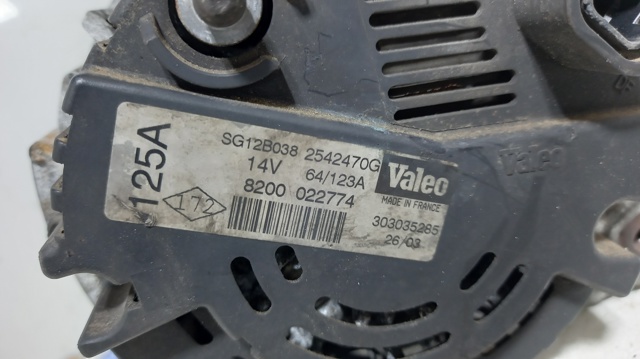 125A
SG12B038 2542470G
14V 64/123A
8200 022774
172
Valeo
MADE IN FRANCE
303035285
26/03
Valeo